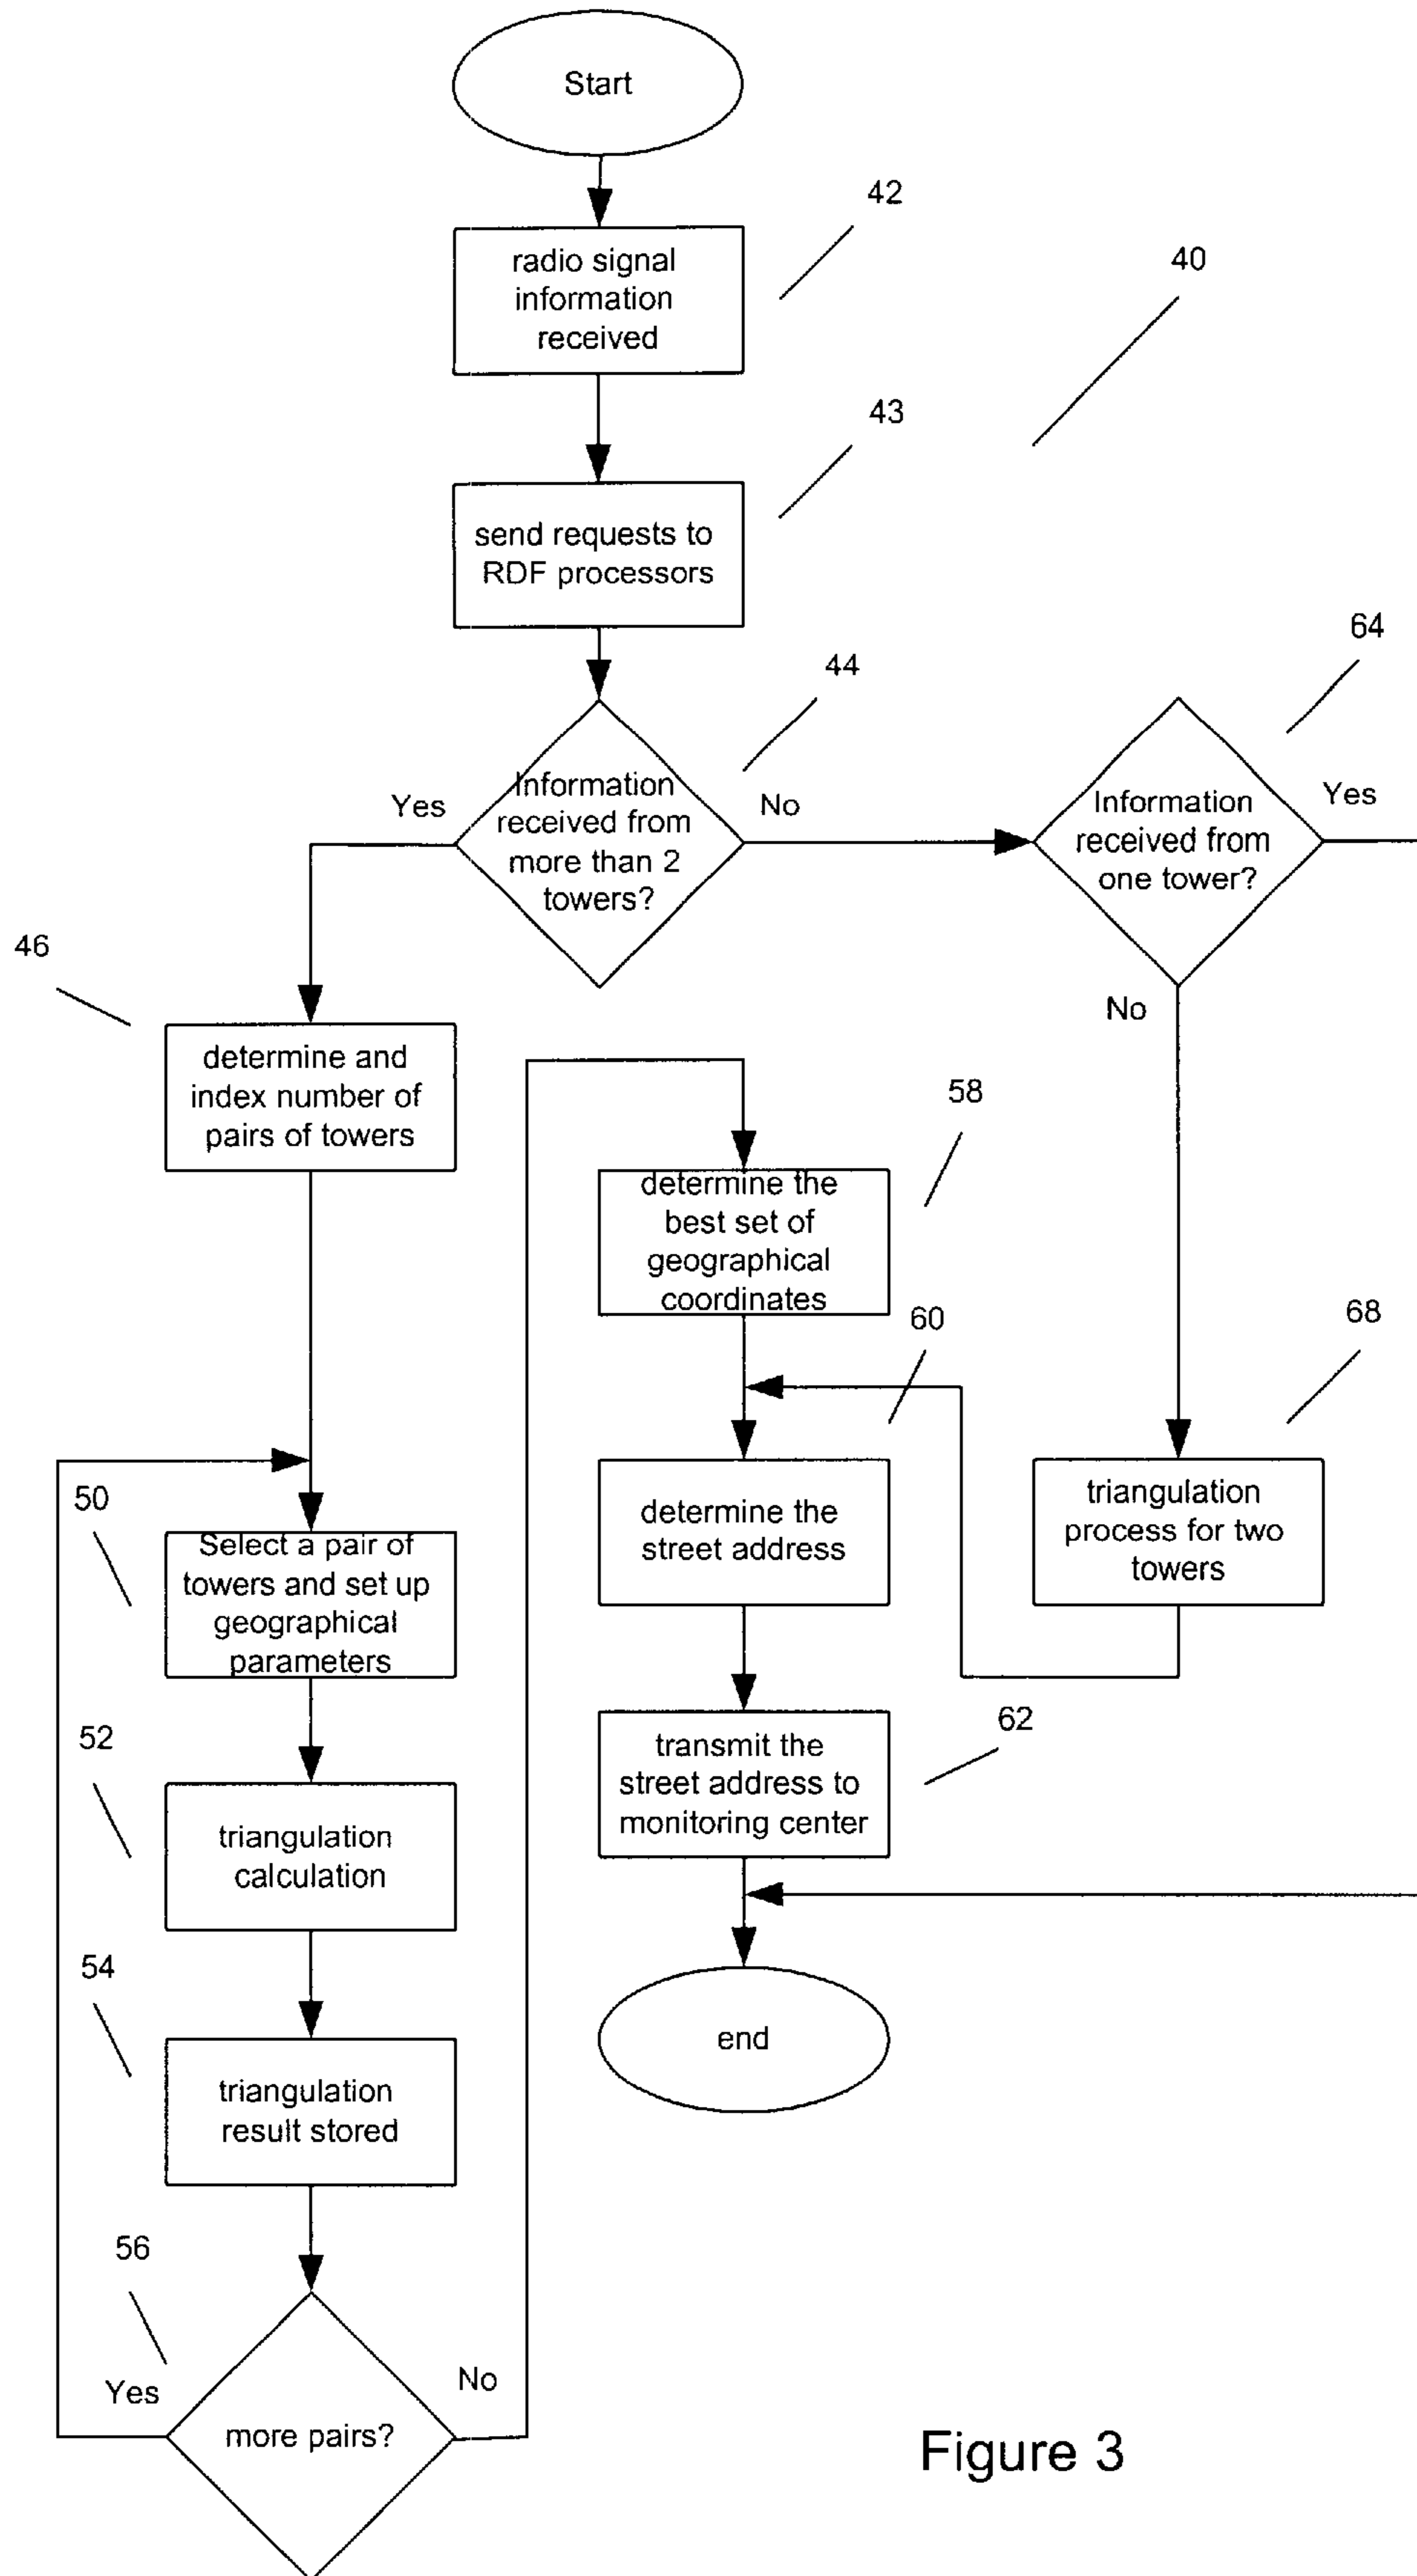 Start
42
radio signal
information
received
40
43
send requests to
RDF processors
64
44
Information
received from
more than 2
towers?
Yes
No
Information
received from
one tower?
Yes
No
46
determine and
index number of
pairs of towers
58
determine the
best set of
geographical
coordinates
60
68
determine the
street address
triangulation
process for two
towers
50
Select a pair of
towers and set up
geographical
parameters
62
transmit the
street address to
monitoring center
52
triangulation
calculation
54
end
triangulation
result stored
56
Yes
No
more pairs?
Figure 3